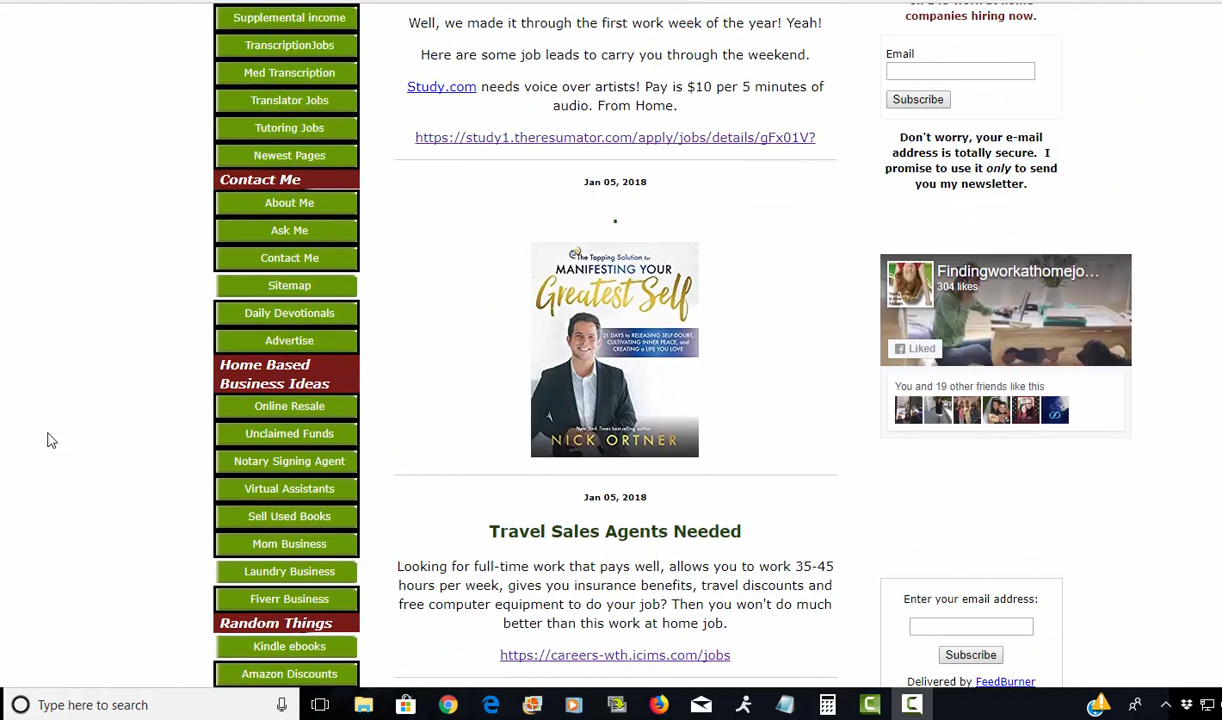 Supplemental income
TranscriptionJobs
Med Transcription
Translator Jobs
Tutoring Jobs
Newest Pages
Contact Me
About Me
Ask Me
Contact Me
Sitemap
Daily Devotionals
Advertise
Home Based
Business Ideas
Online Resale
Unclaimed Funds
Notary Signing Agent
Virtual Assistants
Sell Used Books
Mom Business
Laundry Business
Fiverr Business
Random Things
Kindle ebooks
Amazon Discounts
Well, we made it through the first work week of the year! Yeah!
Here are some job leads to carry you through the weekend.
Study.com needs voice over artists! Pay is $10 per 5 minutes of
audio. From Home.
https://study1.theresumator.com/apply/jobs/details/gFx01V?
Jan 05, 2018
.
The Tapping Solution for
MANIFESTING YOUR
Greatest Self
21 DAYS to RELEASING SELF-DOUBT,
CULTIVATING INNER PEACE, and
CREATING a LIFE YOU LOVE
New York Times best-selling author
NICK ORTNER
Jan 05, 2018
Travel Sales Agents Needed
Looking for full-time work that pays well, allows you to work 35-45
hours per week, gives you insurance benefits, travel discounts and
free computer equipment to do your job? Then you won't do much
better than this work at home job.
https://careers-wth.icims.com/jobs
companies hiring now.
Email
Subscribe
Don't worry, your e-mail
address is totally secure. I
promise to use it only to send
you my newsletter.
Findingworkathomejo...
304 likes
Liked
You and 19 other friends like this
Enter your email address:
Subscribe
Delivered by FeedBurner
Type here to search